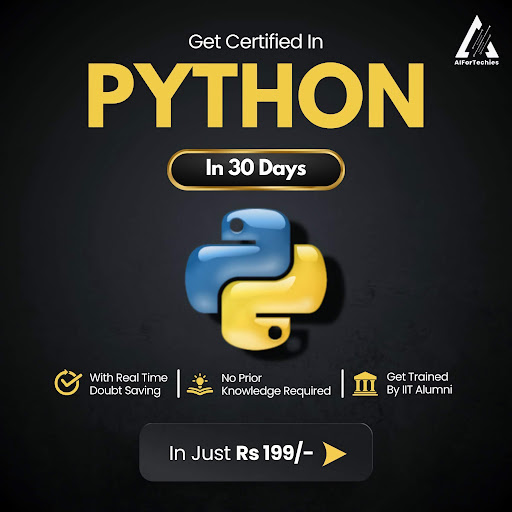 Get Certified In
AIForTechies
PYTHON
In 30 Days
With Real Time
Doubt Saving
No Prior
Knowledge Required
Get Trained
By IIT Alumni
In Just Rs 199/-